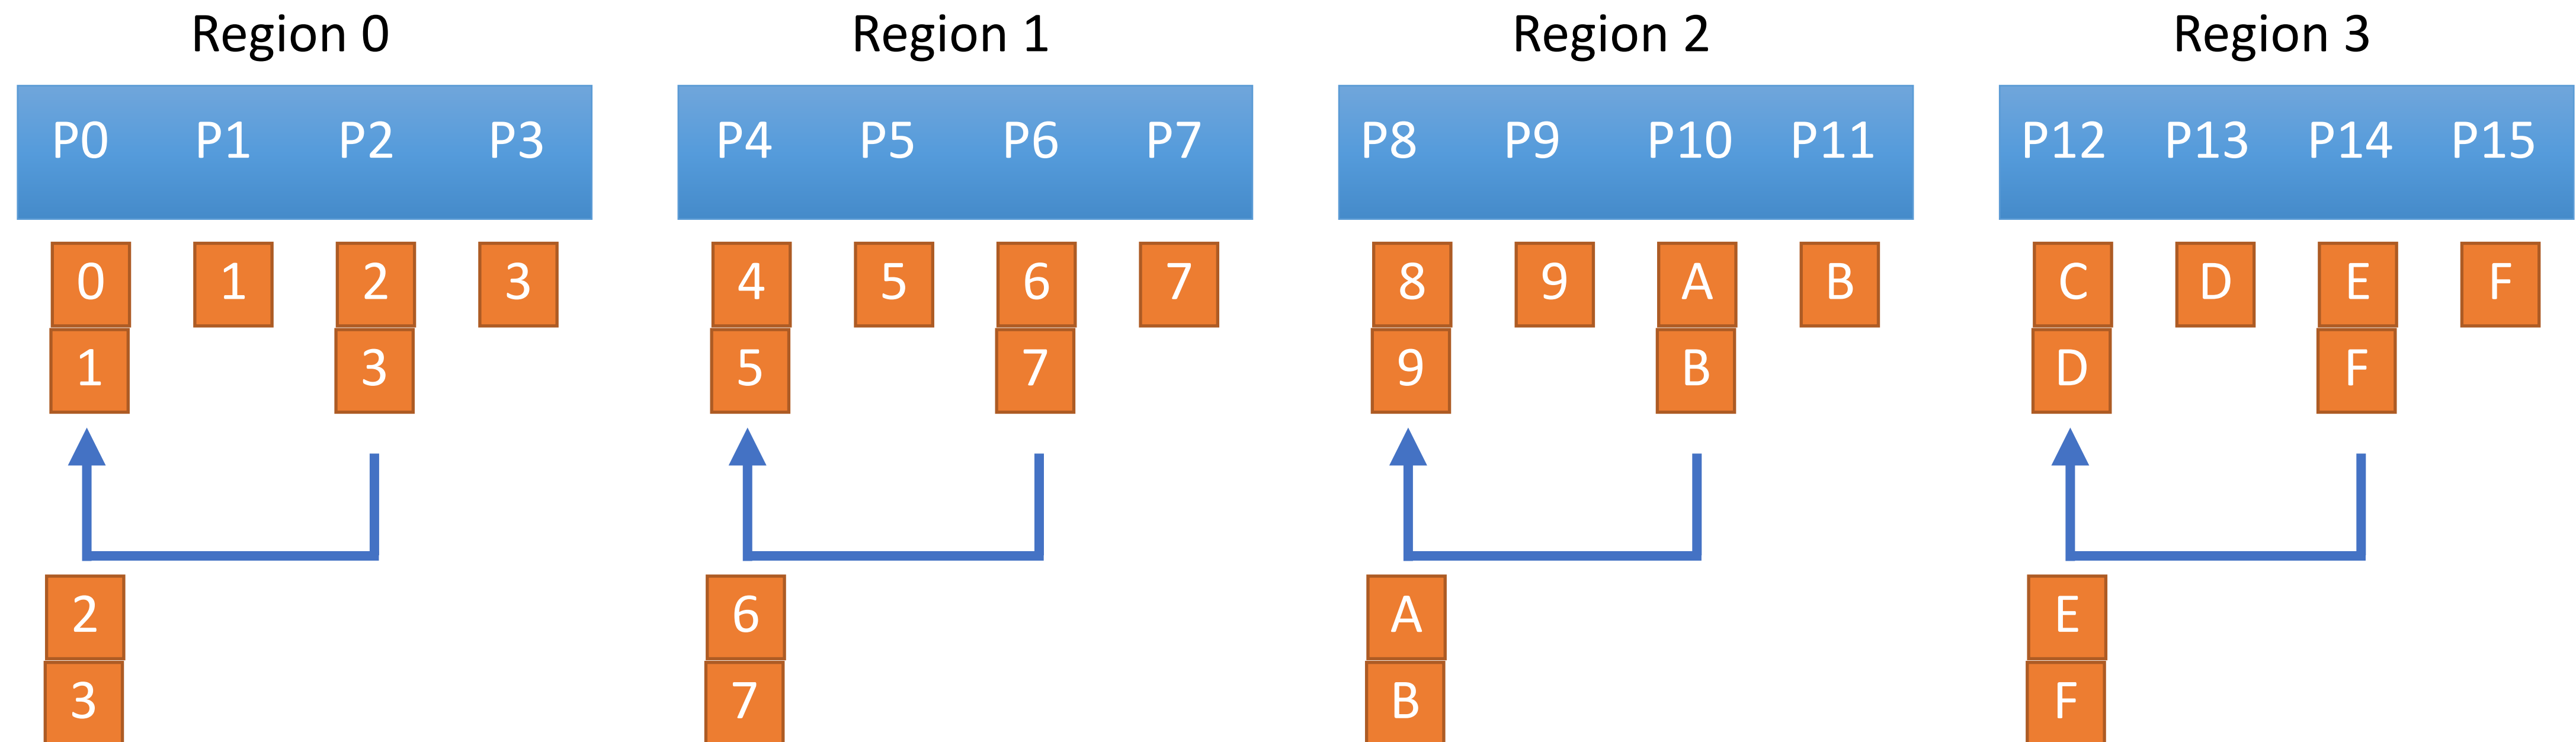 Region 0 Region 1 Region 2 Region 3
P0 P1 P2 P3 P4 P5 P6 P7 P8 P9 P10 P11 P12 P13 P14 P15
0 1 2 3 4 5 6 7 8 9 A B C D E F
1 3 5 7 9 B D F
2 6 A E
3 7 B F